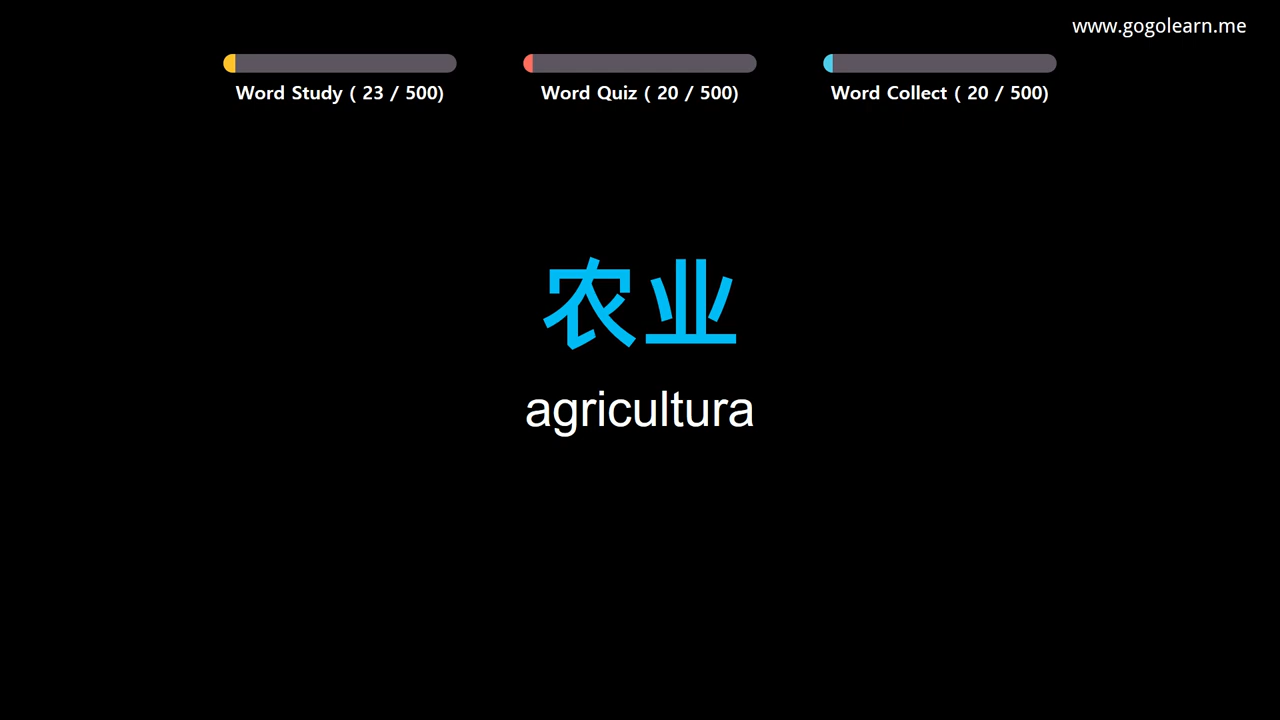 www.gogolearn.me
Word Study ( 23 / 500)
Word Quiz ( 20 / 500)
Word Collect ( 20 / 500)
农业
agricultura